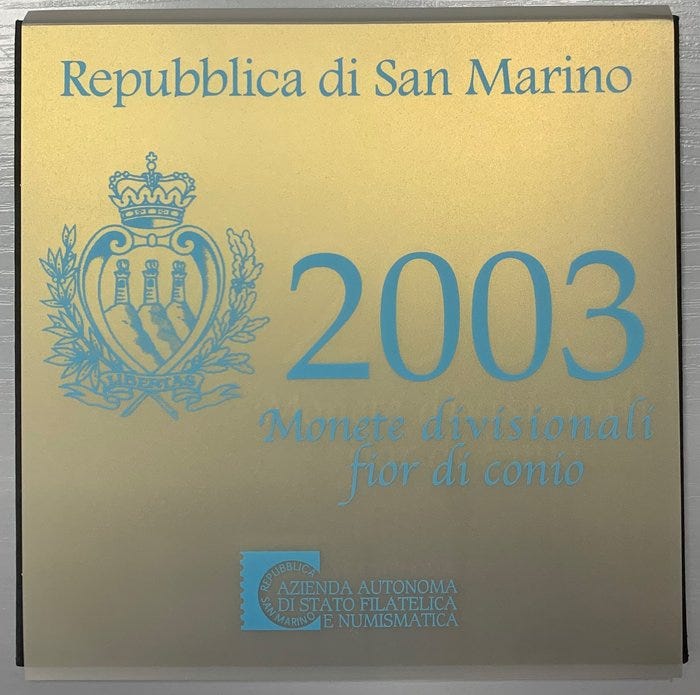 Repubblica di San Marino
LIBERTAS
2003
Monete divisionali
fior di conio
REPUBBLICA
SAN MARINO
AZIENDA AUTONOMA
DI STATO FILATELICA
E NUMISMATICA